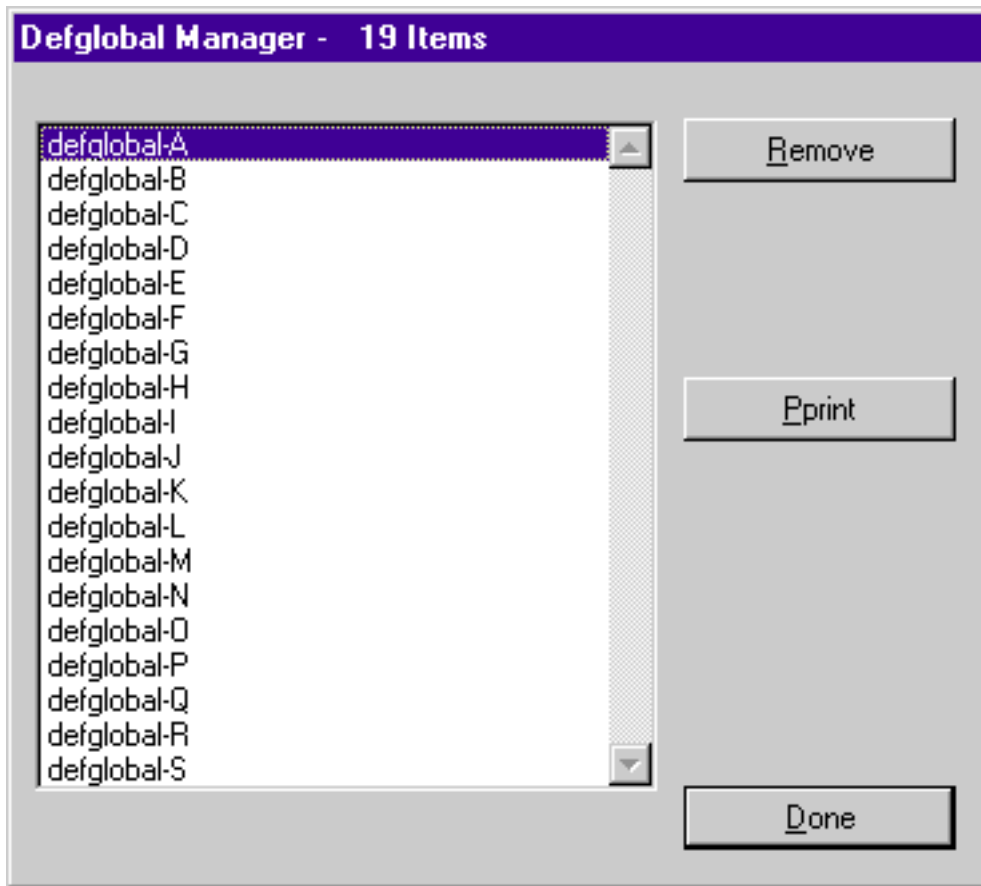 Defglobal Manager -   19 Items
defglobal-A
defglobal-B
defglobal-C
defglobal-D
defglobal-E
defglobal-F
defglobal-G
defglobal-H
defglobal-I
defglobal-J
defglobal-K
defglobal-L
defglobal-M
defglobal-N
defglobal-O
defglobal-P
defglobal-Q
defglobal-R
defglobal-S
Remove
Pprint
Done